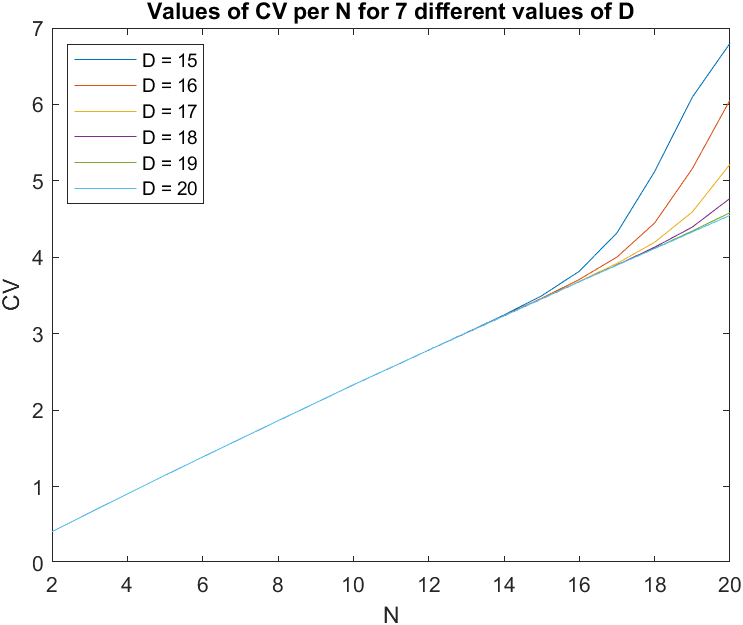 Values of CV per N for 7 different values of D
7
6
5
4
3
2
1
0
CV
D = 15
D = 16
D = 17
D = 18
D = 19
D = 20
2 4 6 8 10 12 14 16 18 20
N